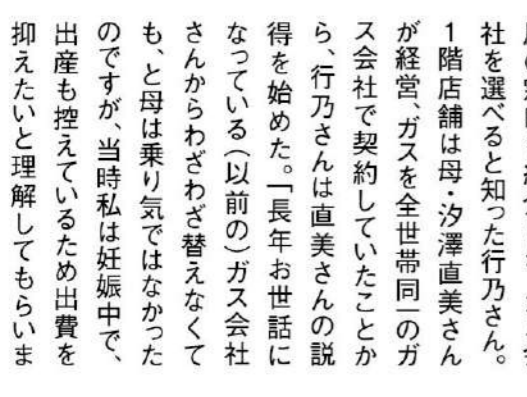 社を選べると知った行乃さん。
1階店舗は母・汐澤直美さん
が経営、ガスを全世帯同一のガ
ス会社で契約していたことか
ら、行乃さんは直美さんの説
得を始めた。「長年お世話に
なっている(以前の)ガス会社
さんからわざわざ替えなくて
も、と母は乗り気ではなかった
のですが、当時私は妊娠中で、
出産も控えているため出費を
抑えたいと理解してもらいま